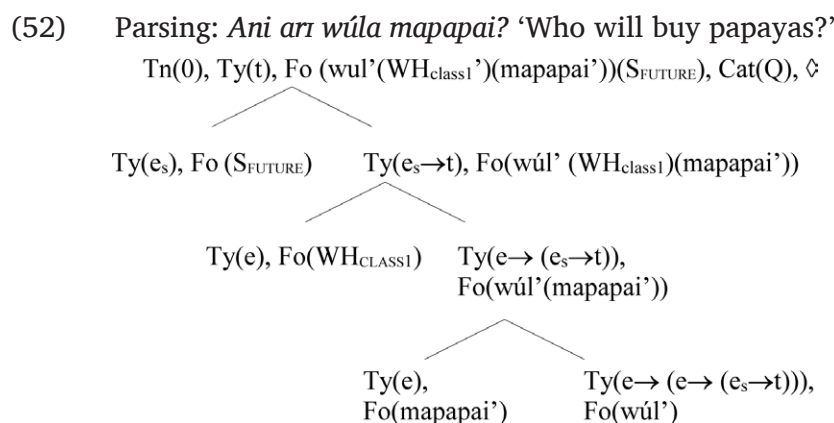 (52) Parsing: Ani arɪ wúla mapapai? ‘Who will buy papayas?’
Tn(0), Ty(t), Fo (wul’(WHclass1’)(mapapai’))(SFUTURE), Cat(Q), ◊
Ty(es), Fo (SFUTURE) Ty(es→t), Fo(wúl’ (WHclass1)(mapapai’))
Ty(e), Fo(WHCLASS1) Ty(e→ (es→t)),
Fo(wúl’(mapapai’))
Ty(e), Ty(e→ (e→ (es→t))),
Fo(mapapai’) Fo(wúl’)